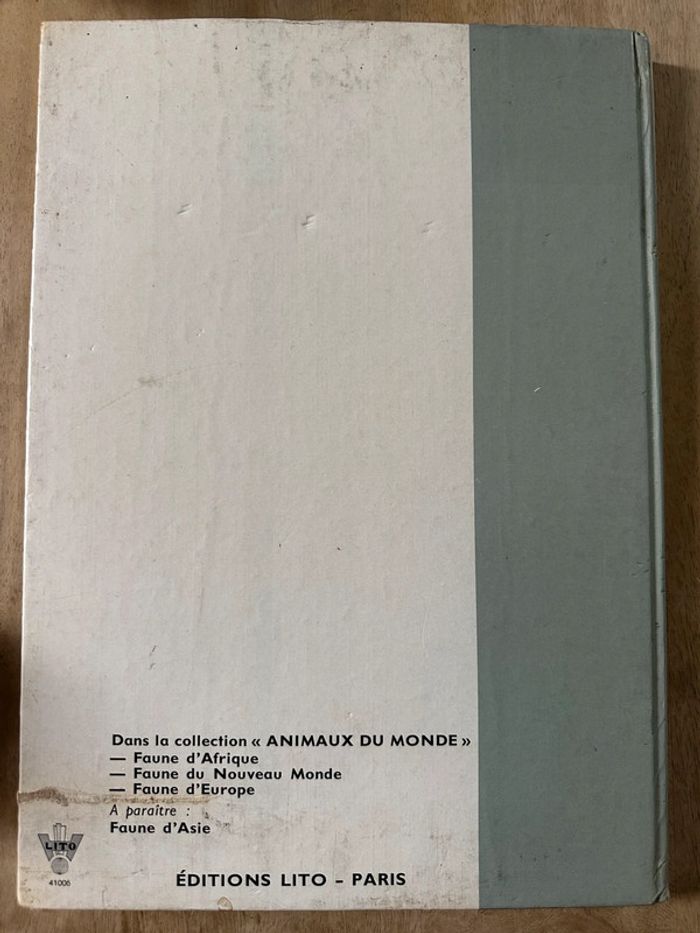 Dans la collection « ANIMAUX DU MONDE »
— Faune d'Afrique
— Faune du Nouveau Monde
— Faune d'Europe
A paraître :
Faune d'Asie
LITO
41006
ÉDITIONS LITO – PARIS